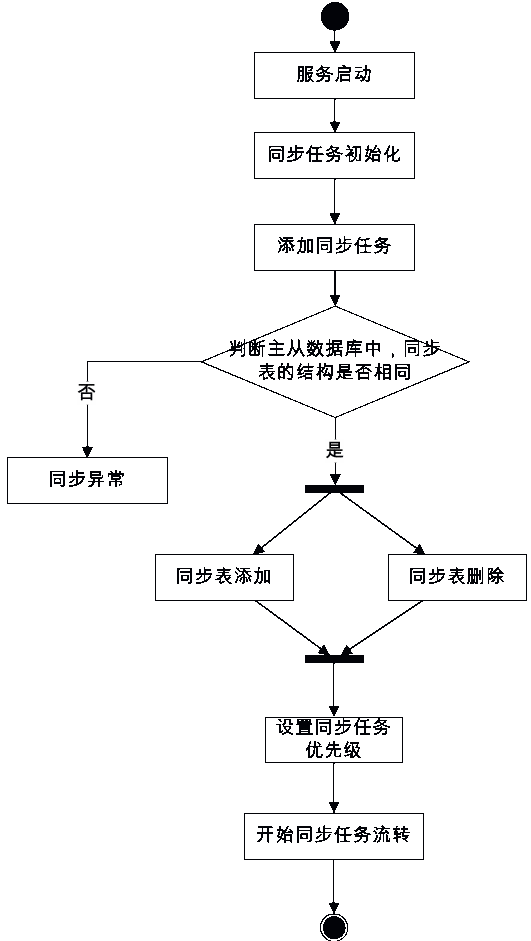 服务启动
同步任务初始化
添加同步任务
判断主从数据库中，同步
表的结构是否相同
否
是
同步异常
同步表添加
同步表删除
设置同步任务
优先级
开始同步任务流转